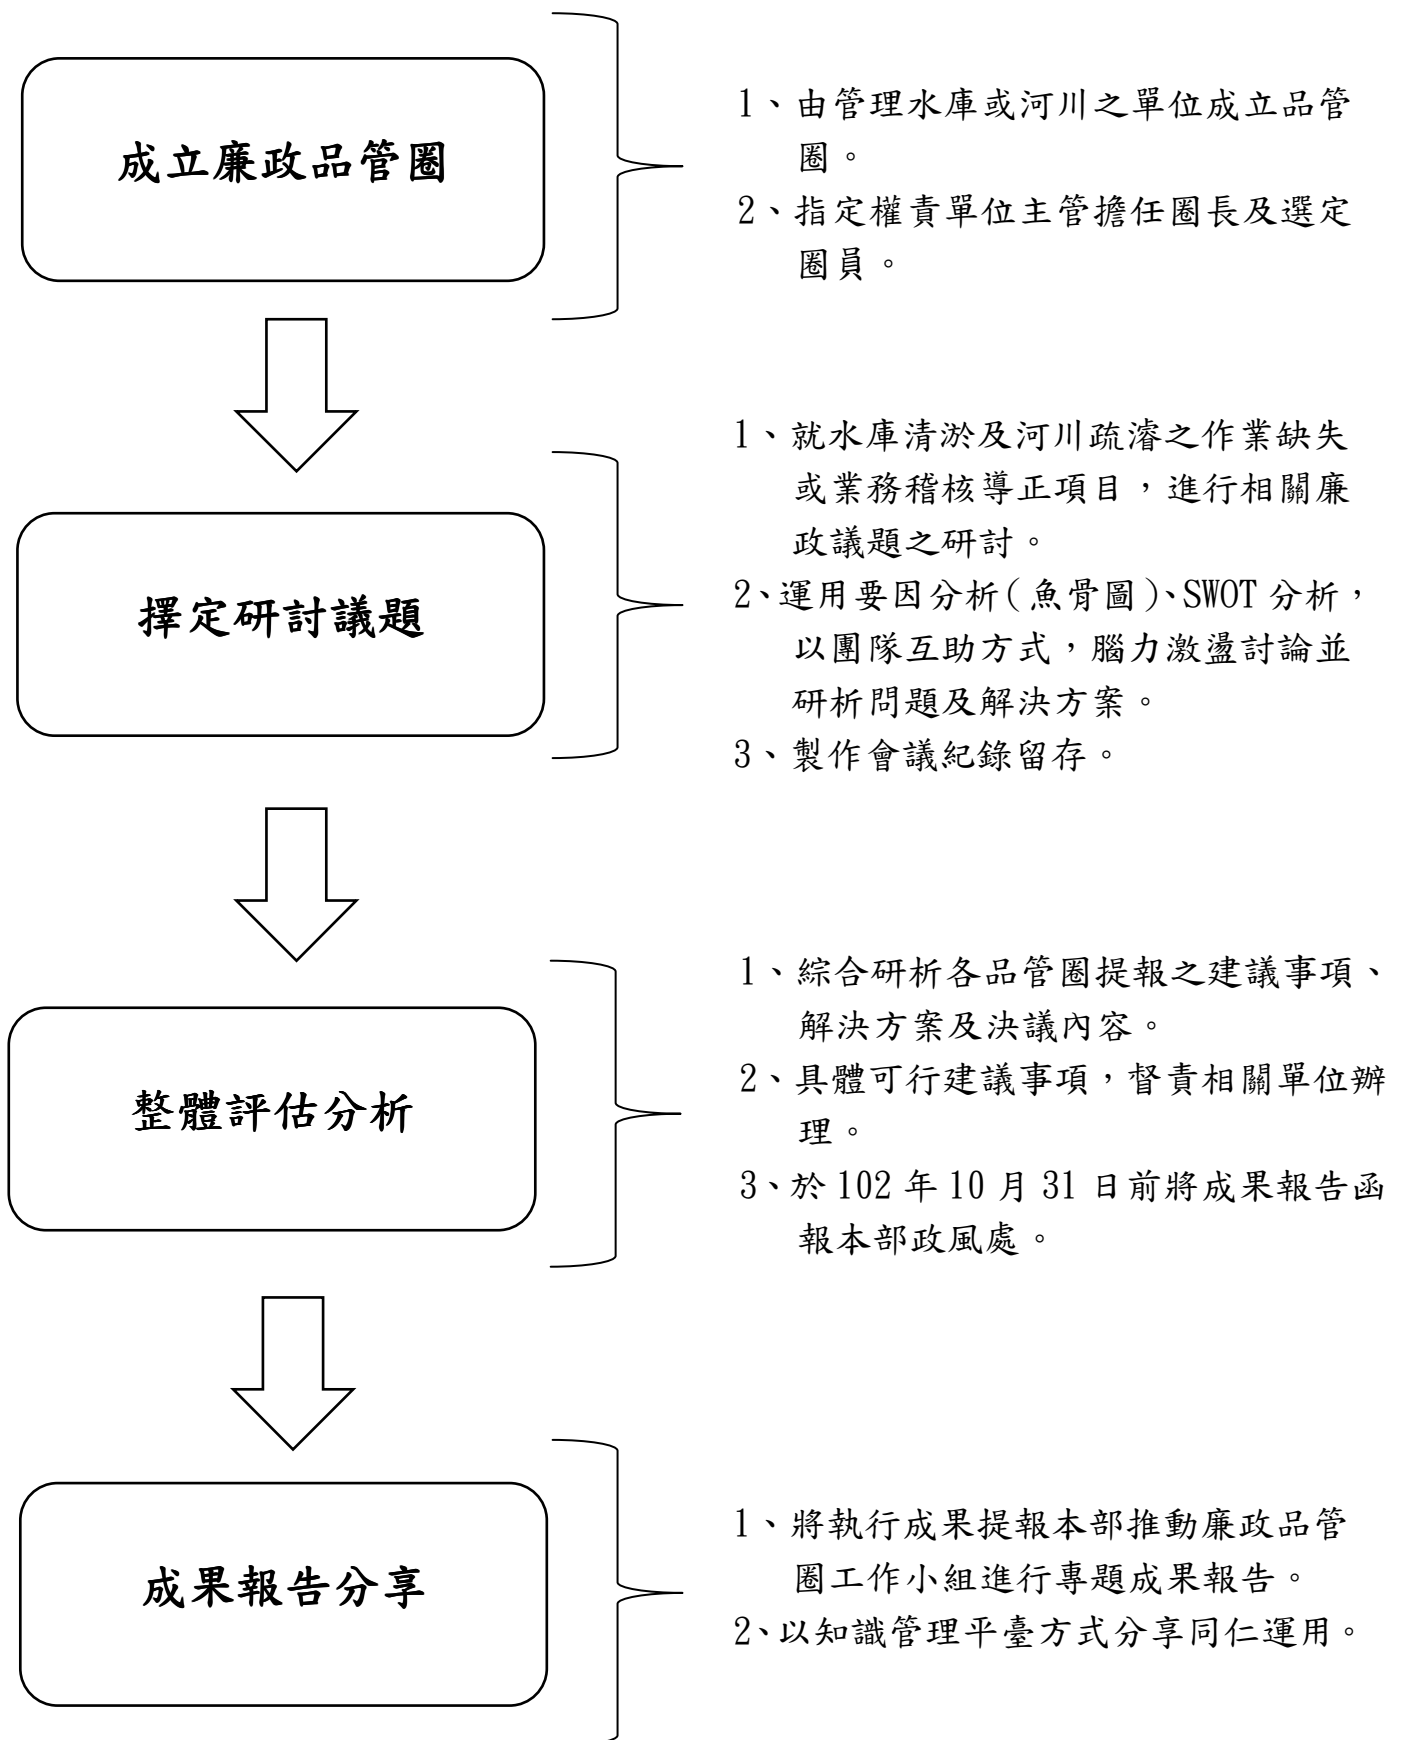 成立廉政品管圈
1、由管理水庫或河川之單位成立品管
圈。
2、指定權責單位主管擔任圈長及選定
圈員。
擇定研討議題
1、就水庫清淤及河川疏濬之作業缺失
或業務稽核導正項目，進行相關廉
政議題之研討。
2、運用要因分析(魚骨圖)、SWOT 分析，
以團隊互助方式，腦力激盪討論並
研析問題及解決方案。
3、製作會議紀錄留存。
整體評估分析
1、綜合研析各品管圈提報之建議事項、
解決方案及決議內容。
2、具體可行建議事項，督責相關單位辦
理。
3、於 102 年 10 月 31 日前將成果報告函
報本部政風處。
成果報告分享
1、將執行成果提報本部推動廉政品管
圈工作小組進行專題成果報告。
2、以知識管理平臺方式分享同仁運用。